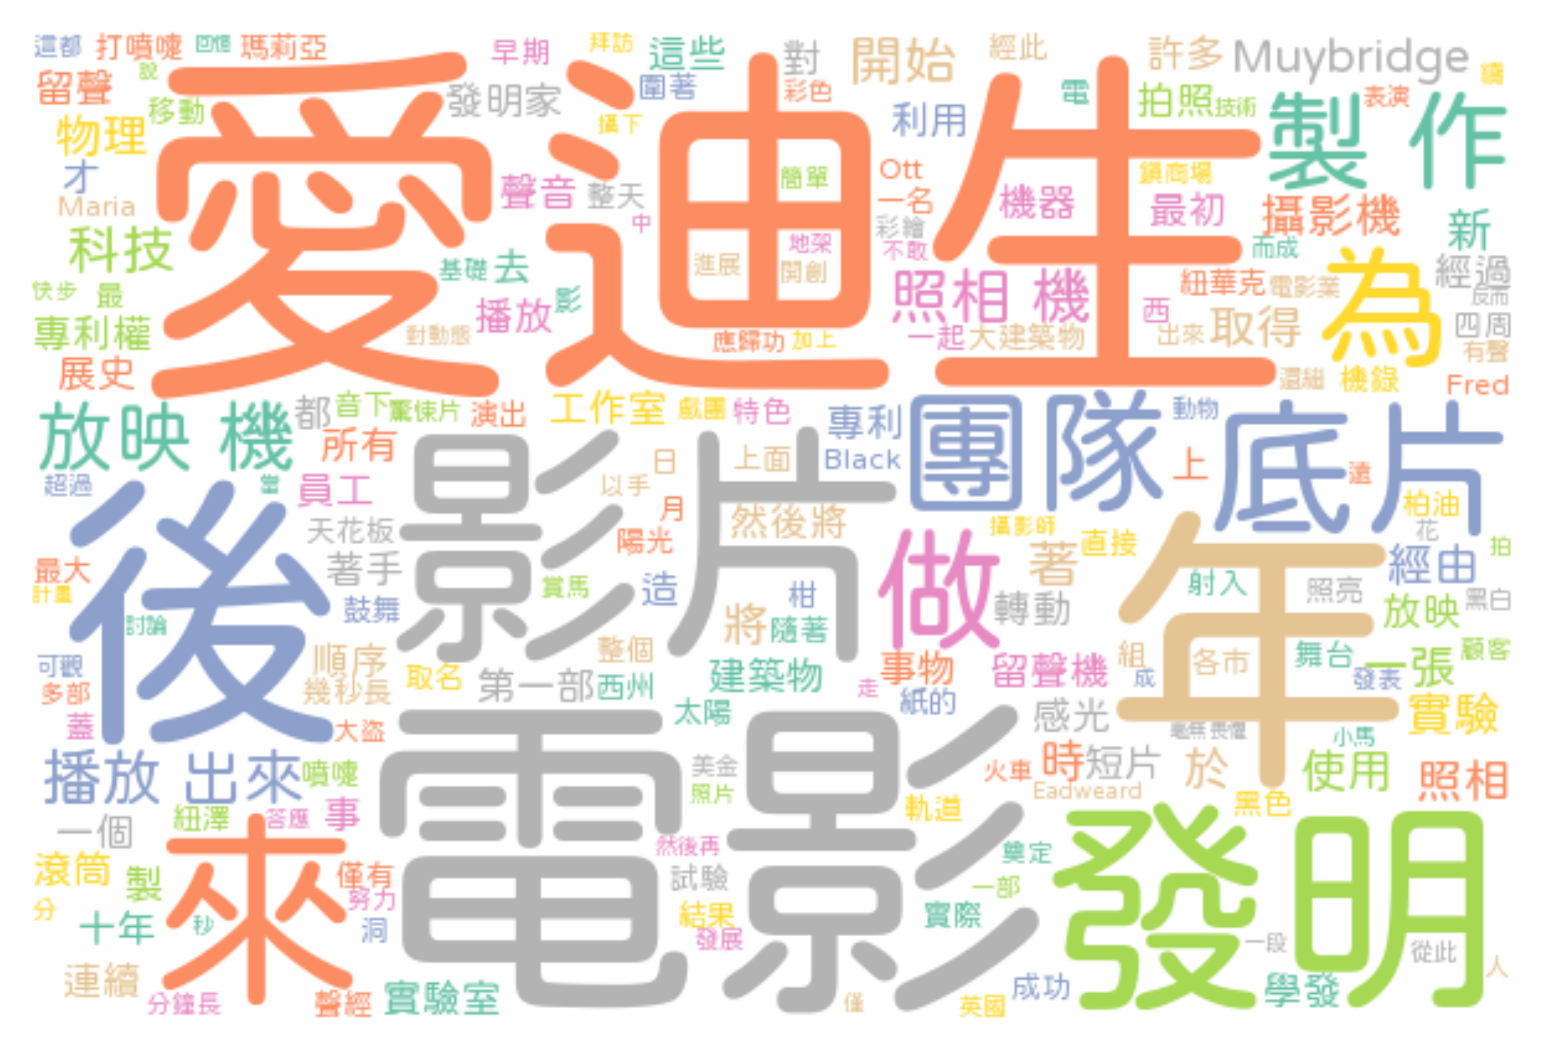 這都 打噴嚏 回憶 瑪莉亞 早期 拜訪 這些 對 開始 經此 許多 Muybridge
留聲 說 移動 發明家 圍著 彩色 電 拍照 技術 表演
愛迪生
物理 攝下 利用 製作
才 聲音 整天 簡單 Ott 鎮商場
Maria 中 一名 機器 最初 攝影機
科技 彩繪 新
基礎 去 進展 地架 開創 不敢 而成 經過
快步 最 影 照相 機 紐華克 電影業 為 反而
專利權 播放 西 取得 四周
對動態 應歸功 加上 一起 大建築物 出來 有聲
展史 還繼 機錄 Fred
放映 機 都 音下 驚悚片 演出 工作室 戲團 特色 專利 團隊 動物 底片
所有 Black
超過 當 員工 影片 日 上面 以手 上 遠
後 天花板 月 然後將 攝影師 柏油
陽光 做 著 直接 年 花
最大 著手 經由 拍
計畫 賞馬 造 柑 射入 照亮 黑白
鼓舞 將 隨著 轉動 放映
討論
可觀 順序 整個 建築物 事物 留聲機 組 各市 舞台 一張 顧客
多部 幾秒長 取名 第一部 西州 走 紙的 成 發表
蓋 大盜 太陽 感光 毫無 畏懼 實驗
小馬
播放 出來 噴嚏 電影 美金 火車 時 短片 於 使用 照相
照片 Eadweard
紐澤 答應 事 軌道 黑色
一個 來 然後再 奠定 發明
滾筒 製 僅有 試驗 一部
分 努力 結果 實際
十年 秒 洞 發展 一段 從此
連續 成功 學發 人
分鐘長 聲經 實驗室 僅 英國